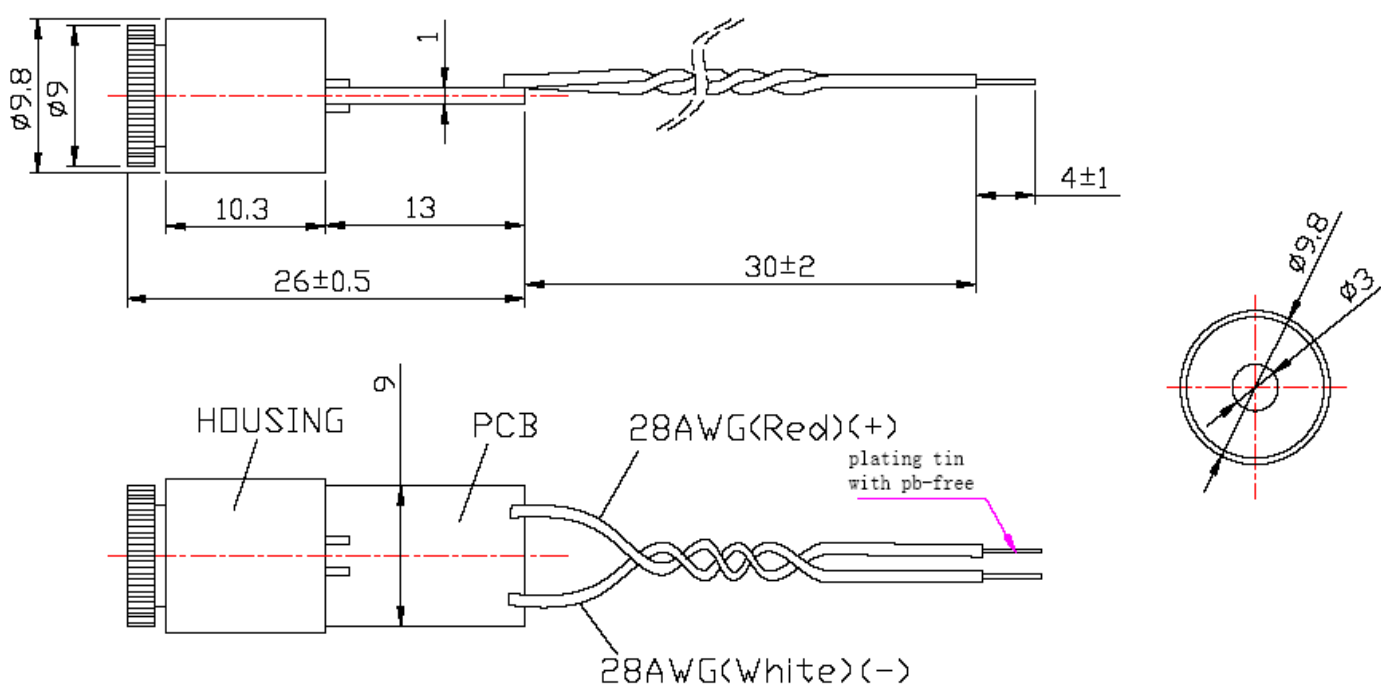 ø9.8
ø9
1
10.3
13
4±1
26±0.5
30±2
ø9.8
ø3
HOUSING
9
PCB
28AWG(Red)(+)
plating tin
with pb-free
28AWG(White)(-)